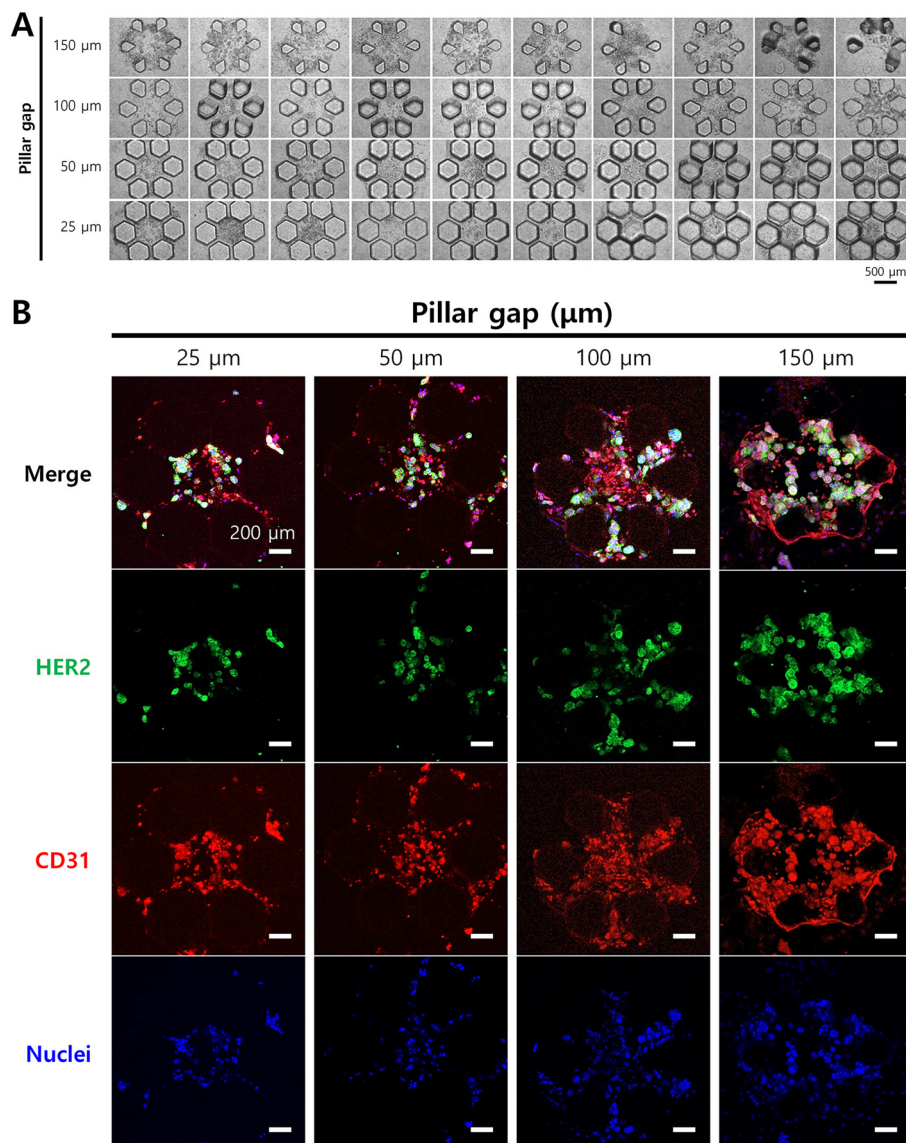 A
Pillar gap
150 μm
100 μm
50 μm
25 μm
500 μm
B
Pillar gap (μm)
25 μm 50 μm 100 μm 150 μm
Merge
200 μm
HER2
CD31
Nuclei